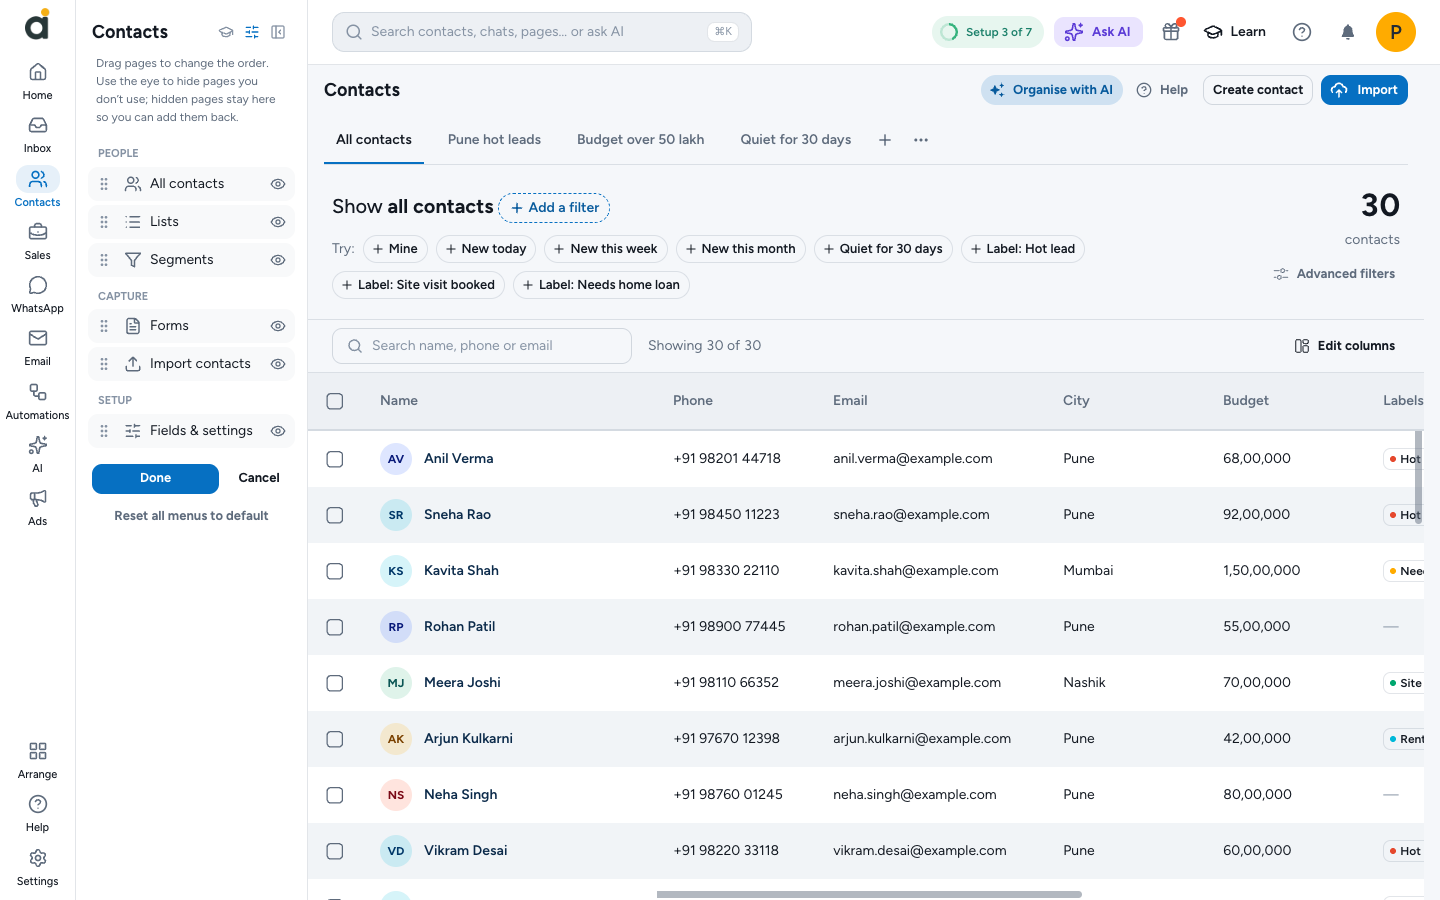 Contacts
Drag pages to change the order.
Use the eye to hide pages you
don't use; hidden pages stay here
so you can add them back.
PEOPLE
All contacts
Lists
Segments
CAPTURE
Forms
Import contacts
SETUP
Fields & settings
Done
Cancel
Reset all menus to default
Home
Inbox
Contacts
Sales
WhatsApp
Email
Automations
AI
Ads
Arrange
Help
Settings
Search contacts, chats, pages... or ask AI
⌘K
Setup 3 of 7
Ask AI
Learn
P
Contacts
Organise with AI
Help
Create contact
Import
All contacts
Pune hot leads
Budget over 50 lakh
Quiet for 30 days
Show all contacts
+ Add a filter
30
contacts
Try:
+ Mine
+ New today
+ New this week
+ New this month
+ Quiet for 30 days
+ Label: Hot lead
+ Label: Site visit booked
+ Label: Needs home loan
Advanced filters
Search name, phone or email
Showing 30 of 30
Edit columns
Name Phone Email City Budget Labels
AV Anil Verma +91 98201 44718 anil.verma@example.com Pune 68,00,000 Hot
SR Sneha Rao +91 98450 11223 sneha.rao@example.com Pune 92,00,000 Hot
KS Kavita Shah +91 98330 22110 kavita.shah@example.com Mumbai 1,50,00,000
RP Rohan Patil +91 98900 77445 rohan.patil@example.com Pune 55,00,000 —
MJ Meera Joshi +91 98110 66352 meera.joshi@example.com Nashik 70,00,000 Site
AK Arjun Kulkarni +91 97670 12398 arjun.kulkarni@example.com Pune 42,00,000 Rent
NS Neha Singh +91 98760 01245 neha.singh@example.com Pune 80,00,000 —
VD Vikram Desai +91 98220 33118 vikram.desai@example.com Pune 60,00,000 Hot